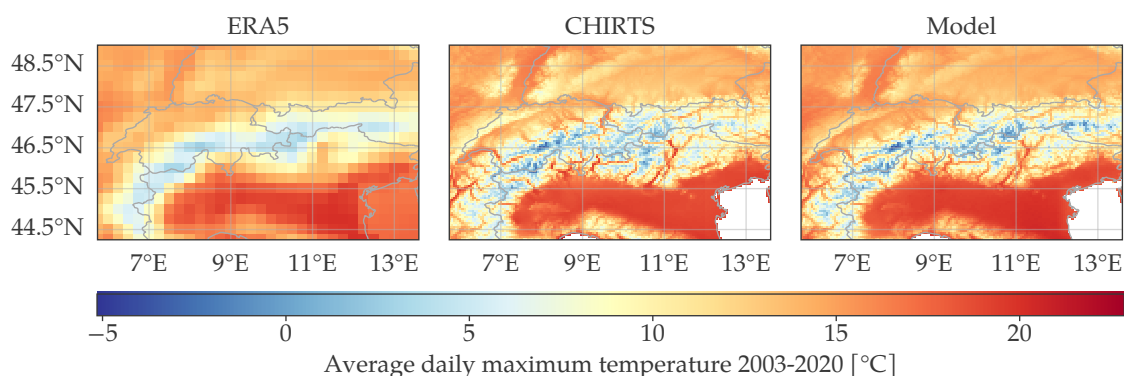 ERA5 CHIRTS Model
48.5°N
47.5°N
46.5°N
45.5°N
44.5°N
7°E 9°E 11°E 13°E 7°E 9°E 11°E 13°E 7°E 9°E 11°E 13°E
−5 0 5 10 15 20
Average daily maximum temperature 2003-2020 [°C]